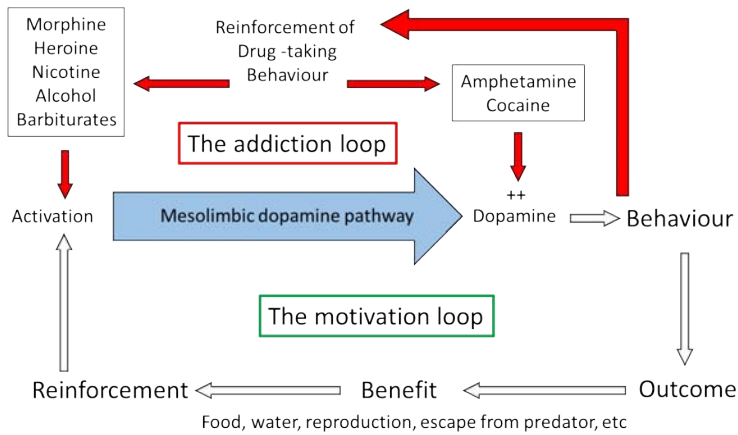 Morphine
Heroine
Nicotine
Alcohol
Barbiturates
Reinforcement of
Drug -taking
Behaviour
Amphetamine
Cocaine
The addiction loop
Activation
Mesolimbic dopamine pathway
++
Dopamine
Behaviour
The motivation loop
Reinforcement
Benefit
Outcome
Food, water, reproduction, escape from predator, etc